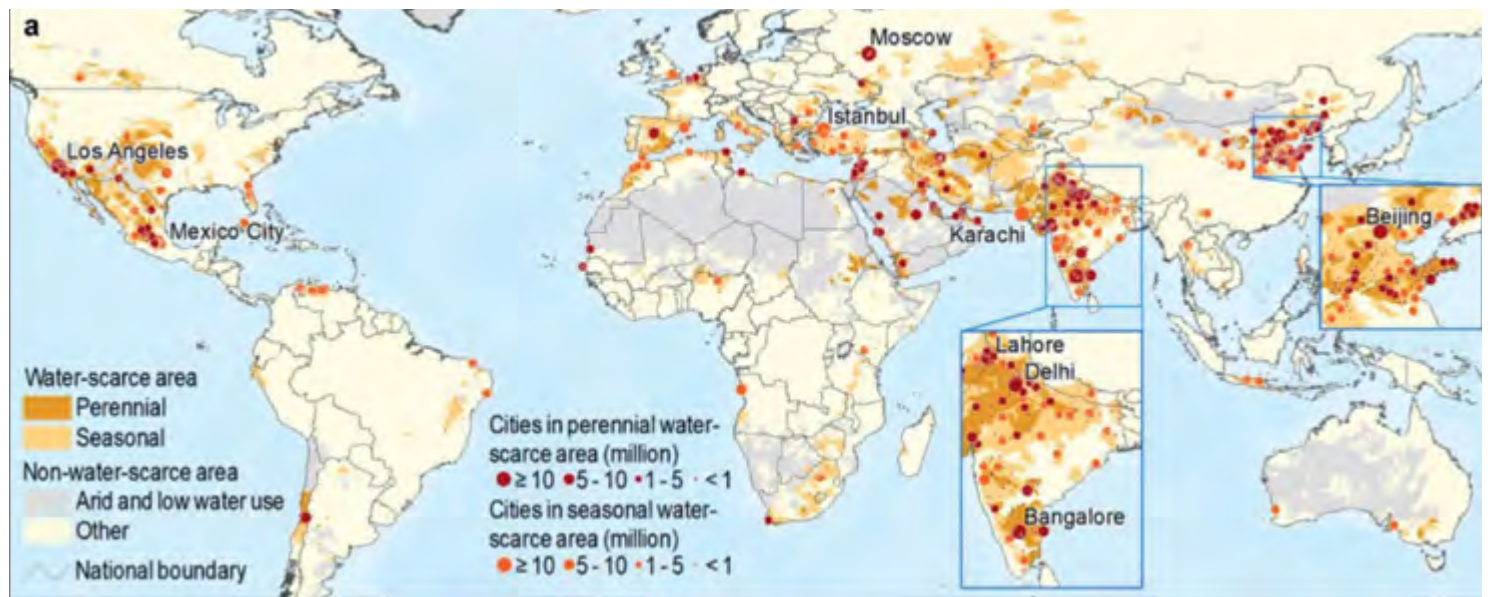 a
Moscow
Istanbul
Los Angeles
Mexico City
Karachi
Beijing
Lahore
Delhi
Bangalore
Water-scarce area
Perennial
Seasonal
Non-water-scarce area
Arid and low water use
Other
National boundary
Cities in perennial water-
scarce area (million)
≥ 10 5 - 10 1 - 5 < 1
Cities in seasonal water-
scarce area (million)
≥ 10 5 - 10 1 - 5 < 1